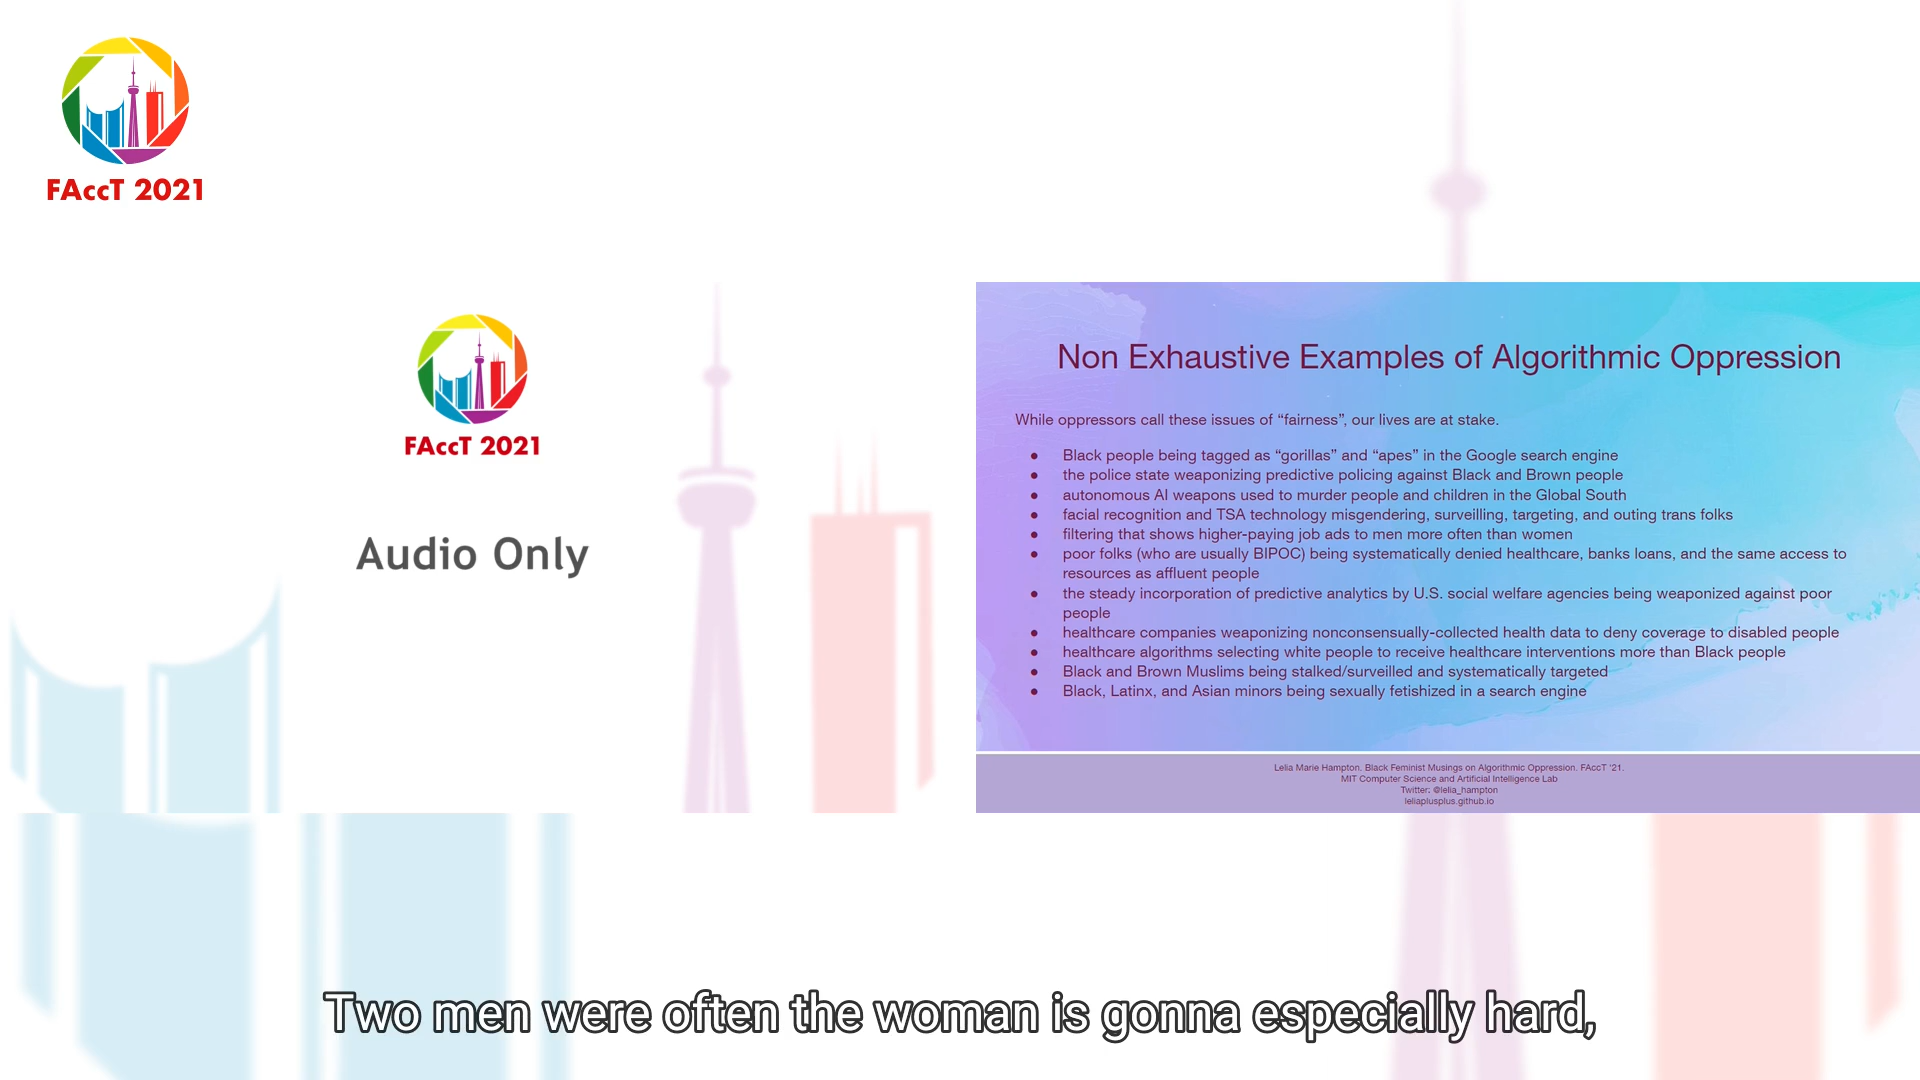 FAccT 2021
FAccT 2021
Audio Only
Non Exhaustive Examples of Algorithmic Oppression
While oppressors call these issues of “fairness”, our lives are at stake.
● Black people being tagged as “gorillas” and “apes” in the Google search engine
● the police state weaponizing predictive policing against Black and Brown people
● autonomous AI weapons used to murder people and children in the Global South
● facial recognition and TSA technology misgendering, surveilling, targeting, and outing trans folks
● filtering that shows higher-paying job ads to men more often than women
● poor folks (who are usually BIPOC) being systematically denied healthcare, banks loans, and the same access to
resources as affluent people
● the steady incorporation of predictive analytics by U.S. social welfare agencies being weaponized against poor
people
● healthcare companies weaponizing nonconsensually-collected health data to deny coverage to disabled people
● healthcare algorithms selecting white people to receive healthcare interventions more than Black people
● Black and Brown Muslims being stalked/surveilled and systematically targeted
● Black, Latinx, and Asian minors being sexually fetishized in a search engine
Lelia Marie Hampton. Black Feminist Musings on Algorithmic Oppression. FAccT '21.
MIT Computer Science and Artificial Intelligence Lab
Twitter: @lelia_hampton
leliaplusplus.github.io
Two men were often the woman is gonna especially hard,